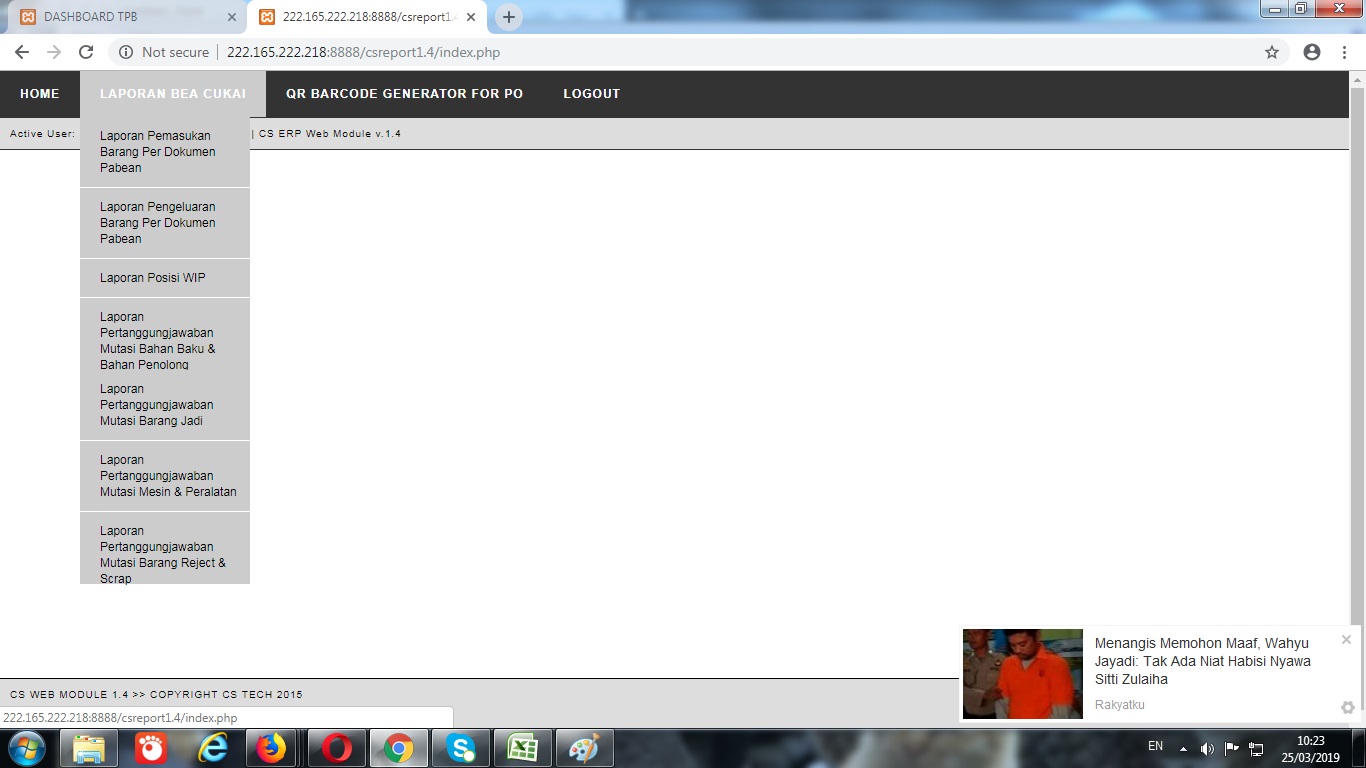 DASHBOARD TPB
222.165.222.218:8888/csreport1.4
Not secure
222.165.222.218:8888/csreport1.4/index.php
HOME
LAPORAN BEA CUKAI
QR BARCODE GENERATOR FOR PO
LOGOUT
Active User:
| CS ERP Web Module v.1.4
Laporan Pemasukan
Barang Per Dokumen
Pabean
Laporan Pengeluaran
Barang Per Dokumen
Pabean
Laporan Posisi WIP
Laporan
Pertanggungjawaban
Mutasi Bahan Baku &
Bahan Penolong
Laporan
Pertanggungjawaban
Mutasi Barang Jadi
Laporan
Pertanggungjawaban
Mutasi Mesin & Peralatan
Laporan
Pertanggungjawaban
Mutasi Barang Reject &
Scrap
Menangis Memohon Maaf, Wahyu
Jayadi: Tak Ada Niat Habisi Nyawa
Sitti Zulaiha
Rakyatku
CS WEB MODULE 1.4 >> COPYRIGHT CS TECH 2015
222.165.222.218:8888/csreport1.4/index.php
EN
10:23
25/03/2019